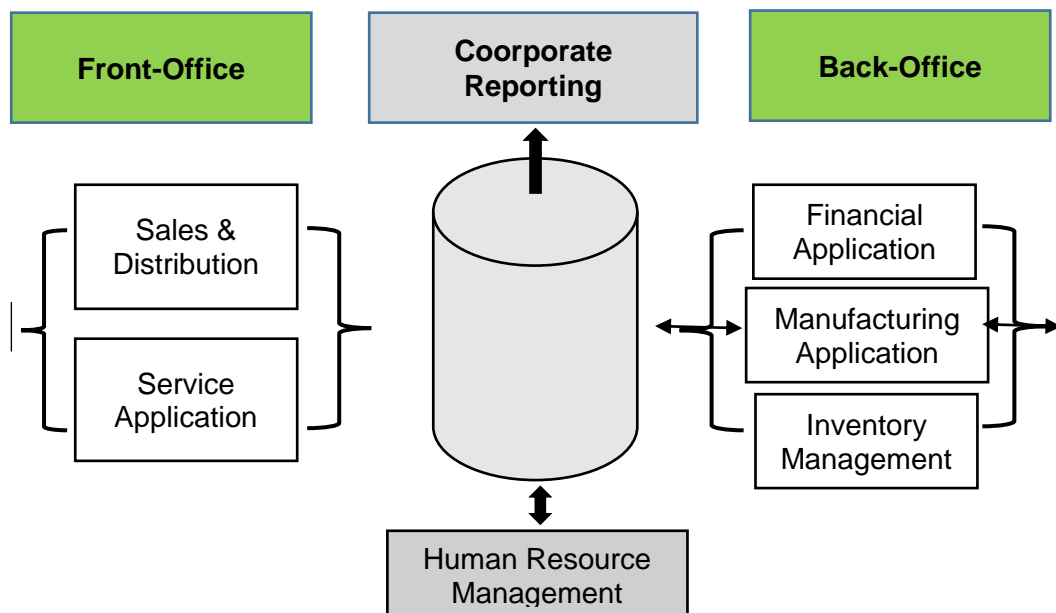 Front-Office
Coorporate
Reporting
Back-Office
Sales &
Distribution
Service
Application
Financial
Application
Manufacturing
Application
Inventory
Management
Human Resource
Management